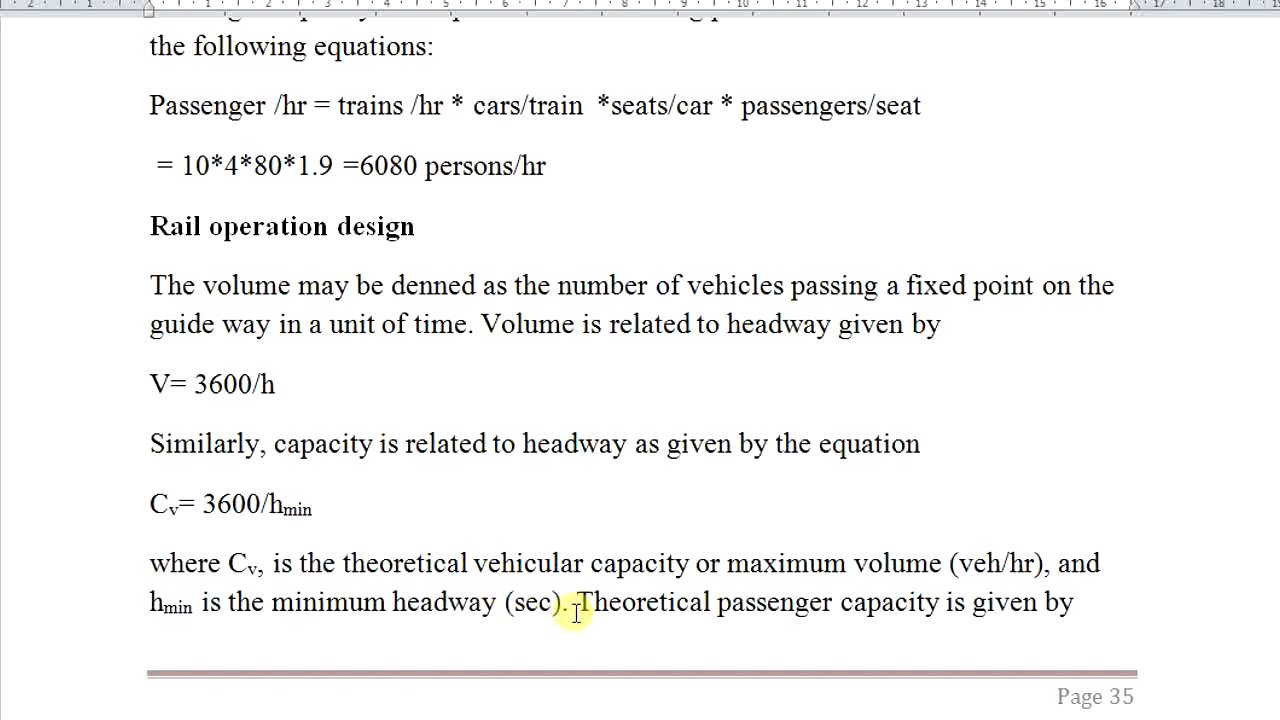 the following equations:
Passenger /hr = trains /hr * cars/train *seats/car * passengers/seat
= 10*4*80*1.9 =6080 persons/hr
Rail operation design
The volume may be denned as the number of vehicles passing a fixed point on the
guide way in a unit of time. Volume is related to headway given by
V= 3600/h
Similarly, capacity is related to headway as given by the equation
Cv= 3600/hmin
where Cv, is the theoretical vehicular capacity or maximum volume (veh/hr), and
hmin is the minimum headway (sec). Theoretical passenger capacity is given by
Page 35